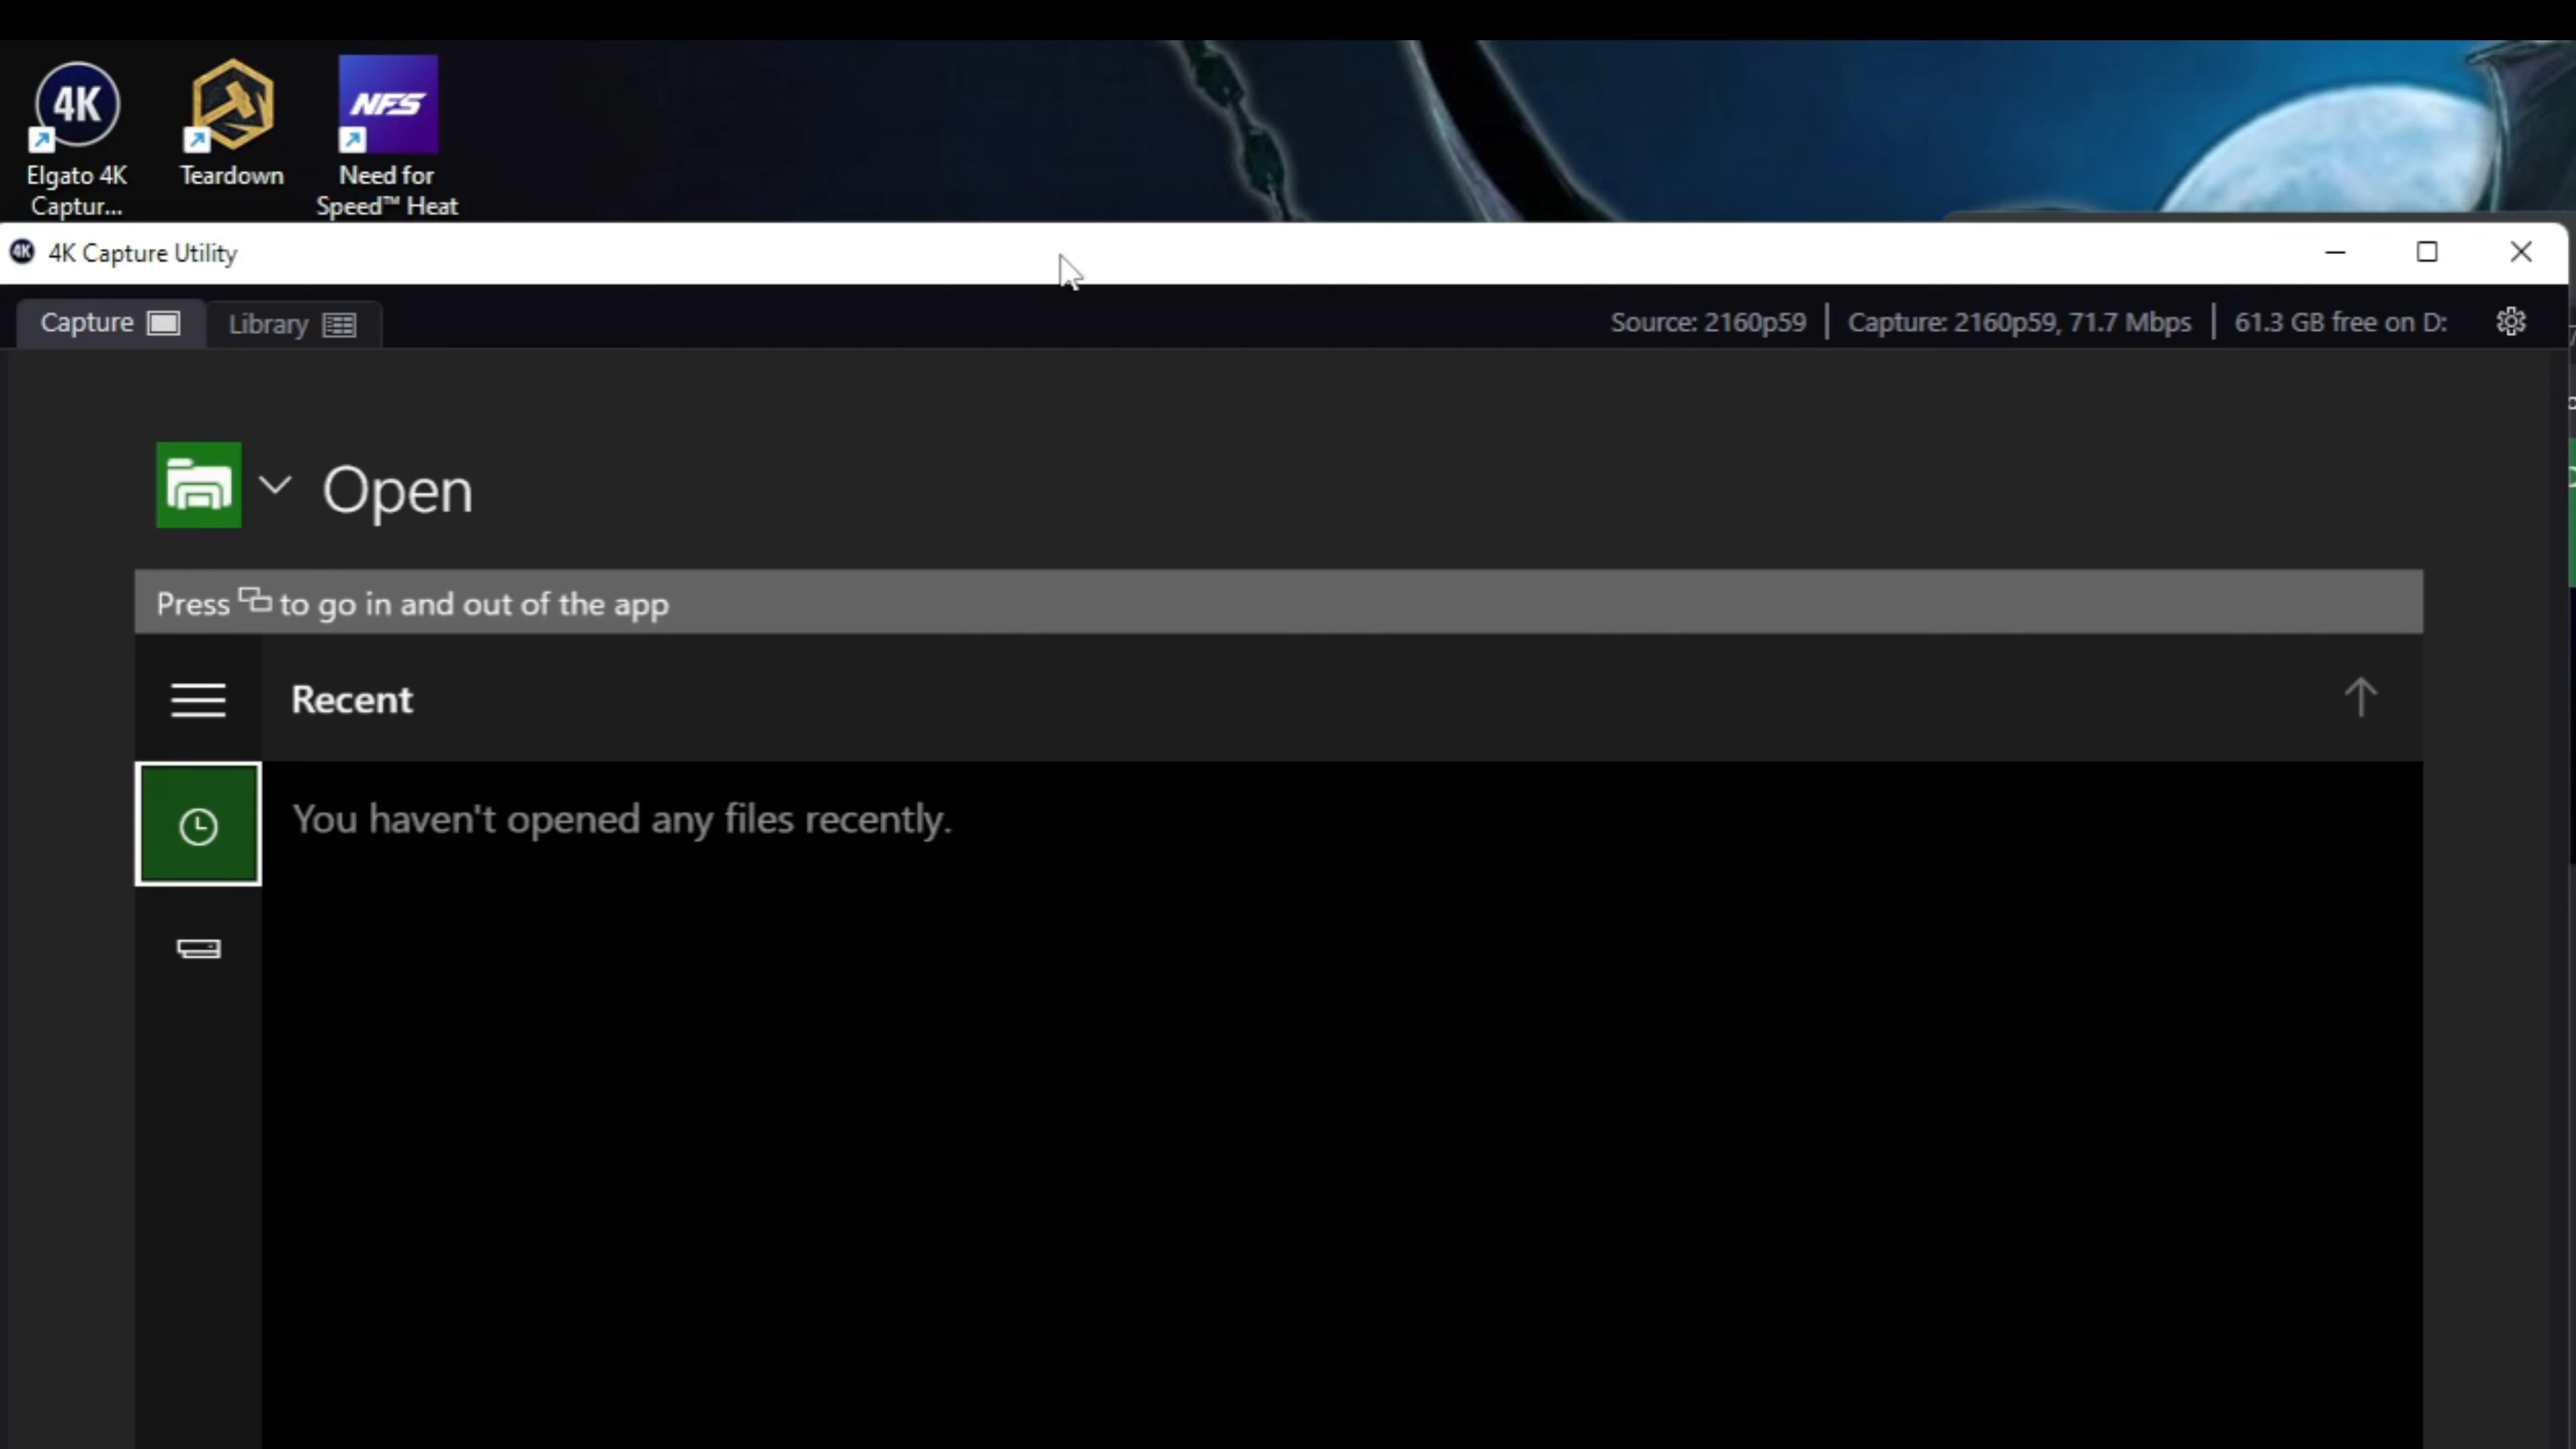 4K
NFS
Elgato 4K
Captur...
Teardown
Need for
Speed™ Heat
4K Capture Utility
Capture
Library
Source: 2160p59 | Capture: 2160p59, 71.7 Mbps | 61.3 GB free on D:
Open
Press to go in and out of the app
Recent
You haven't opened any files recently.